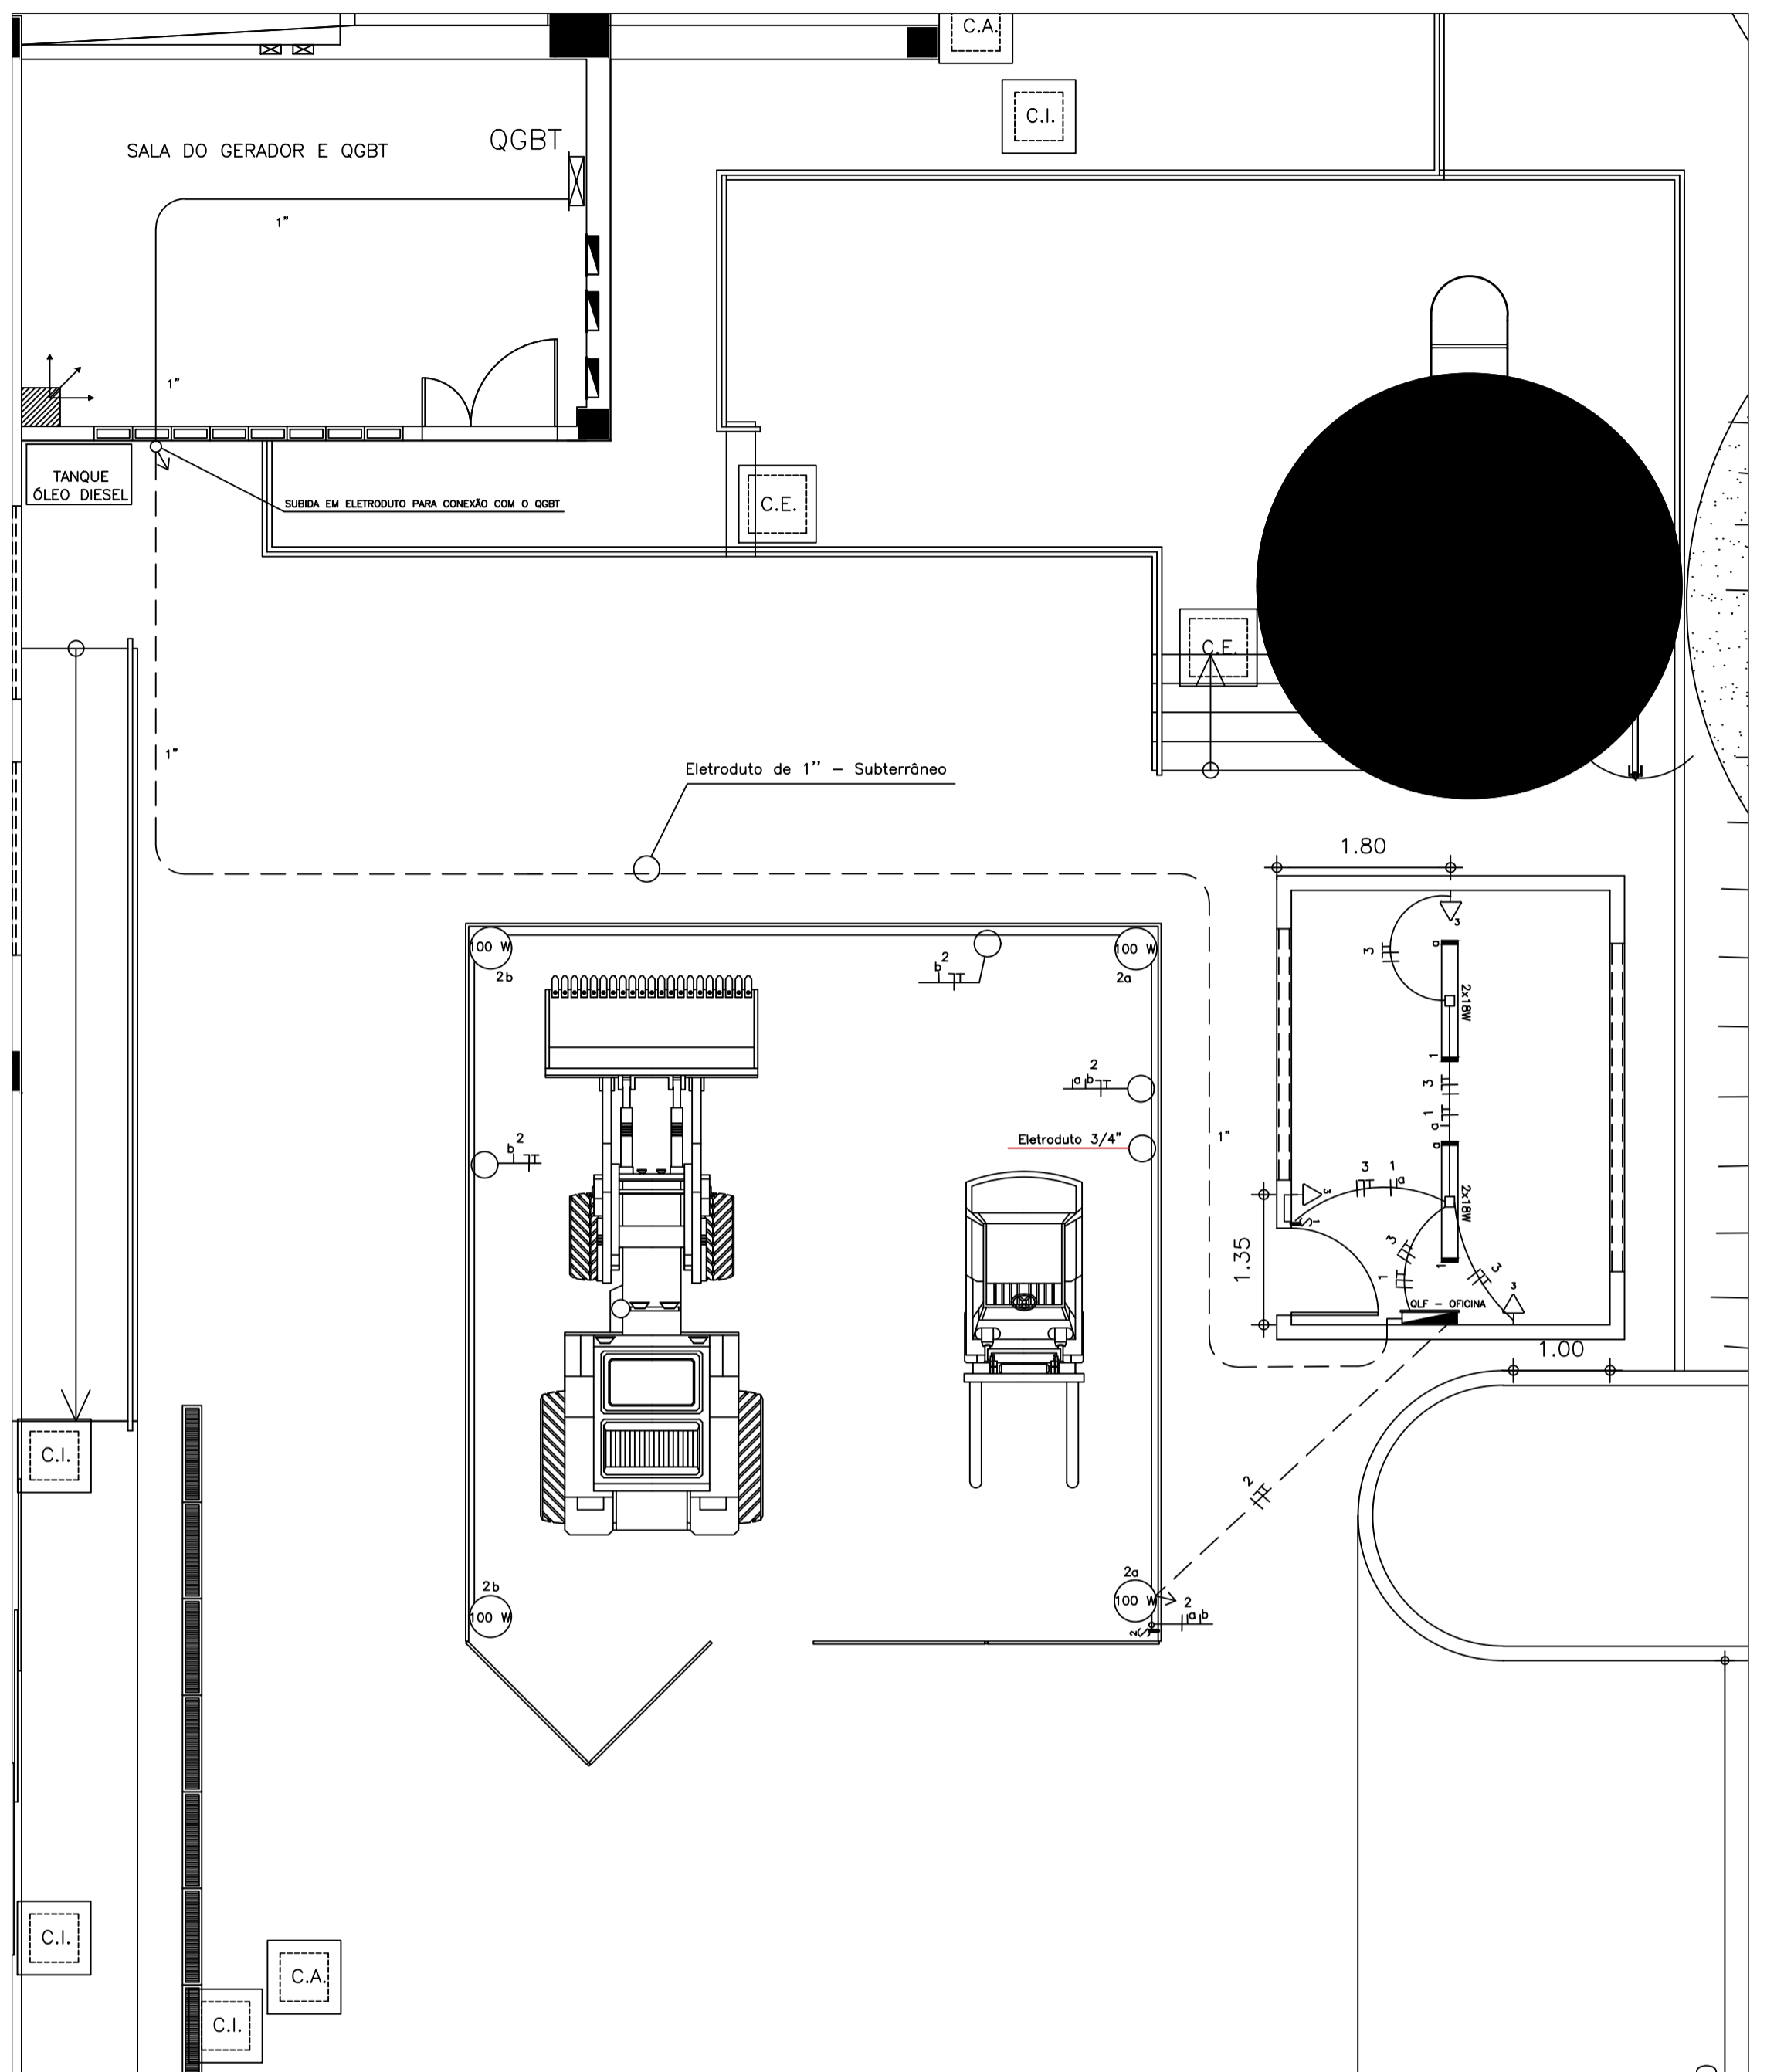 C.A.
C.I.
QGBT
SALA DO GERADOR E QGBT
1"
1"
TANQUE
ÓLEO DIESEL
SUBIDA EM ELETRODUTO PARA CONEXÃO COM O QGBT
C.E.
C.E.
1"
Eletroduto de 1'' – Subterrâneo
1.80
100 W
2b
b
2
100 W
2a
3
3
a
2x18W
1
2
a b
3
1
a
Eletroduto 3/4"
1"
b
2
a
3
1
a
3
2x18W
1
3
1
3
1
3
1.35
QLF – OFICINA
1.00
C.I.
2
2b
100 W
2a
100 W
2
a b
2
C.I.
C.A.
C.I.